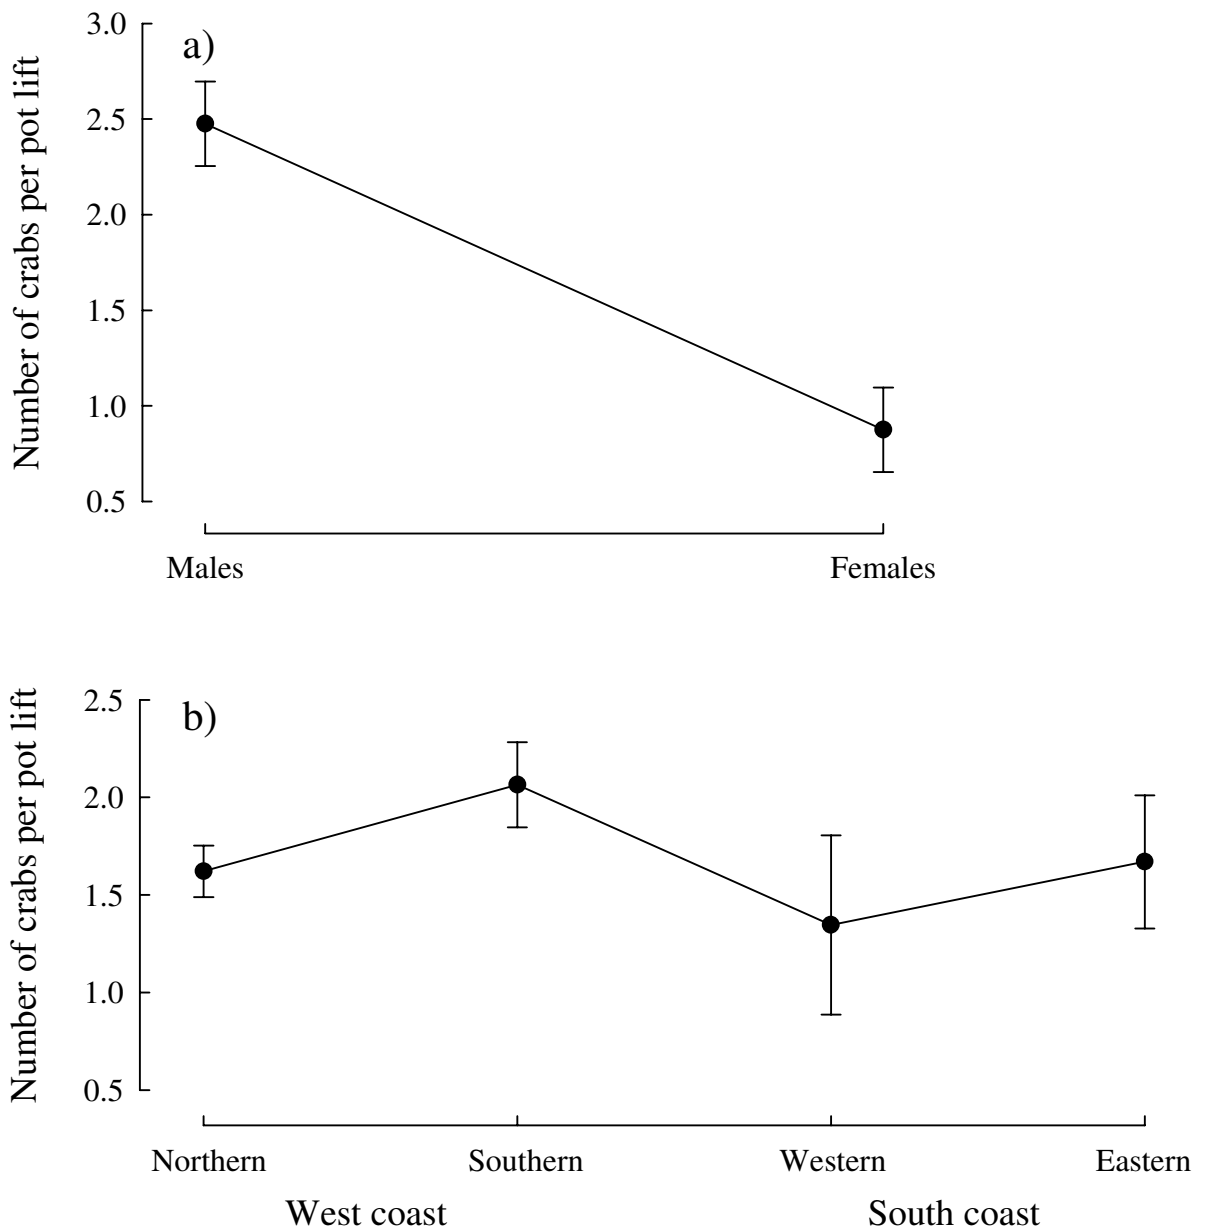 a)
Number of crabs per pot lift
3.0
2.5
2.0
1.5
1.0
0.5
Males Females
b)
Number of crabs per pot lift
2.5
2.0
1.5
1.0
0.5
Northern Southern Western Eastern
West coast South coast